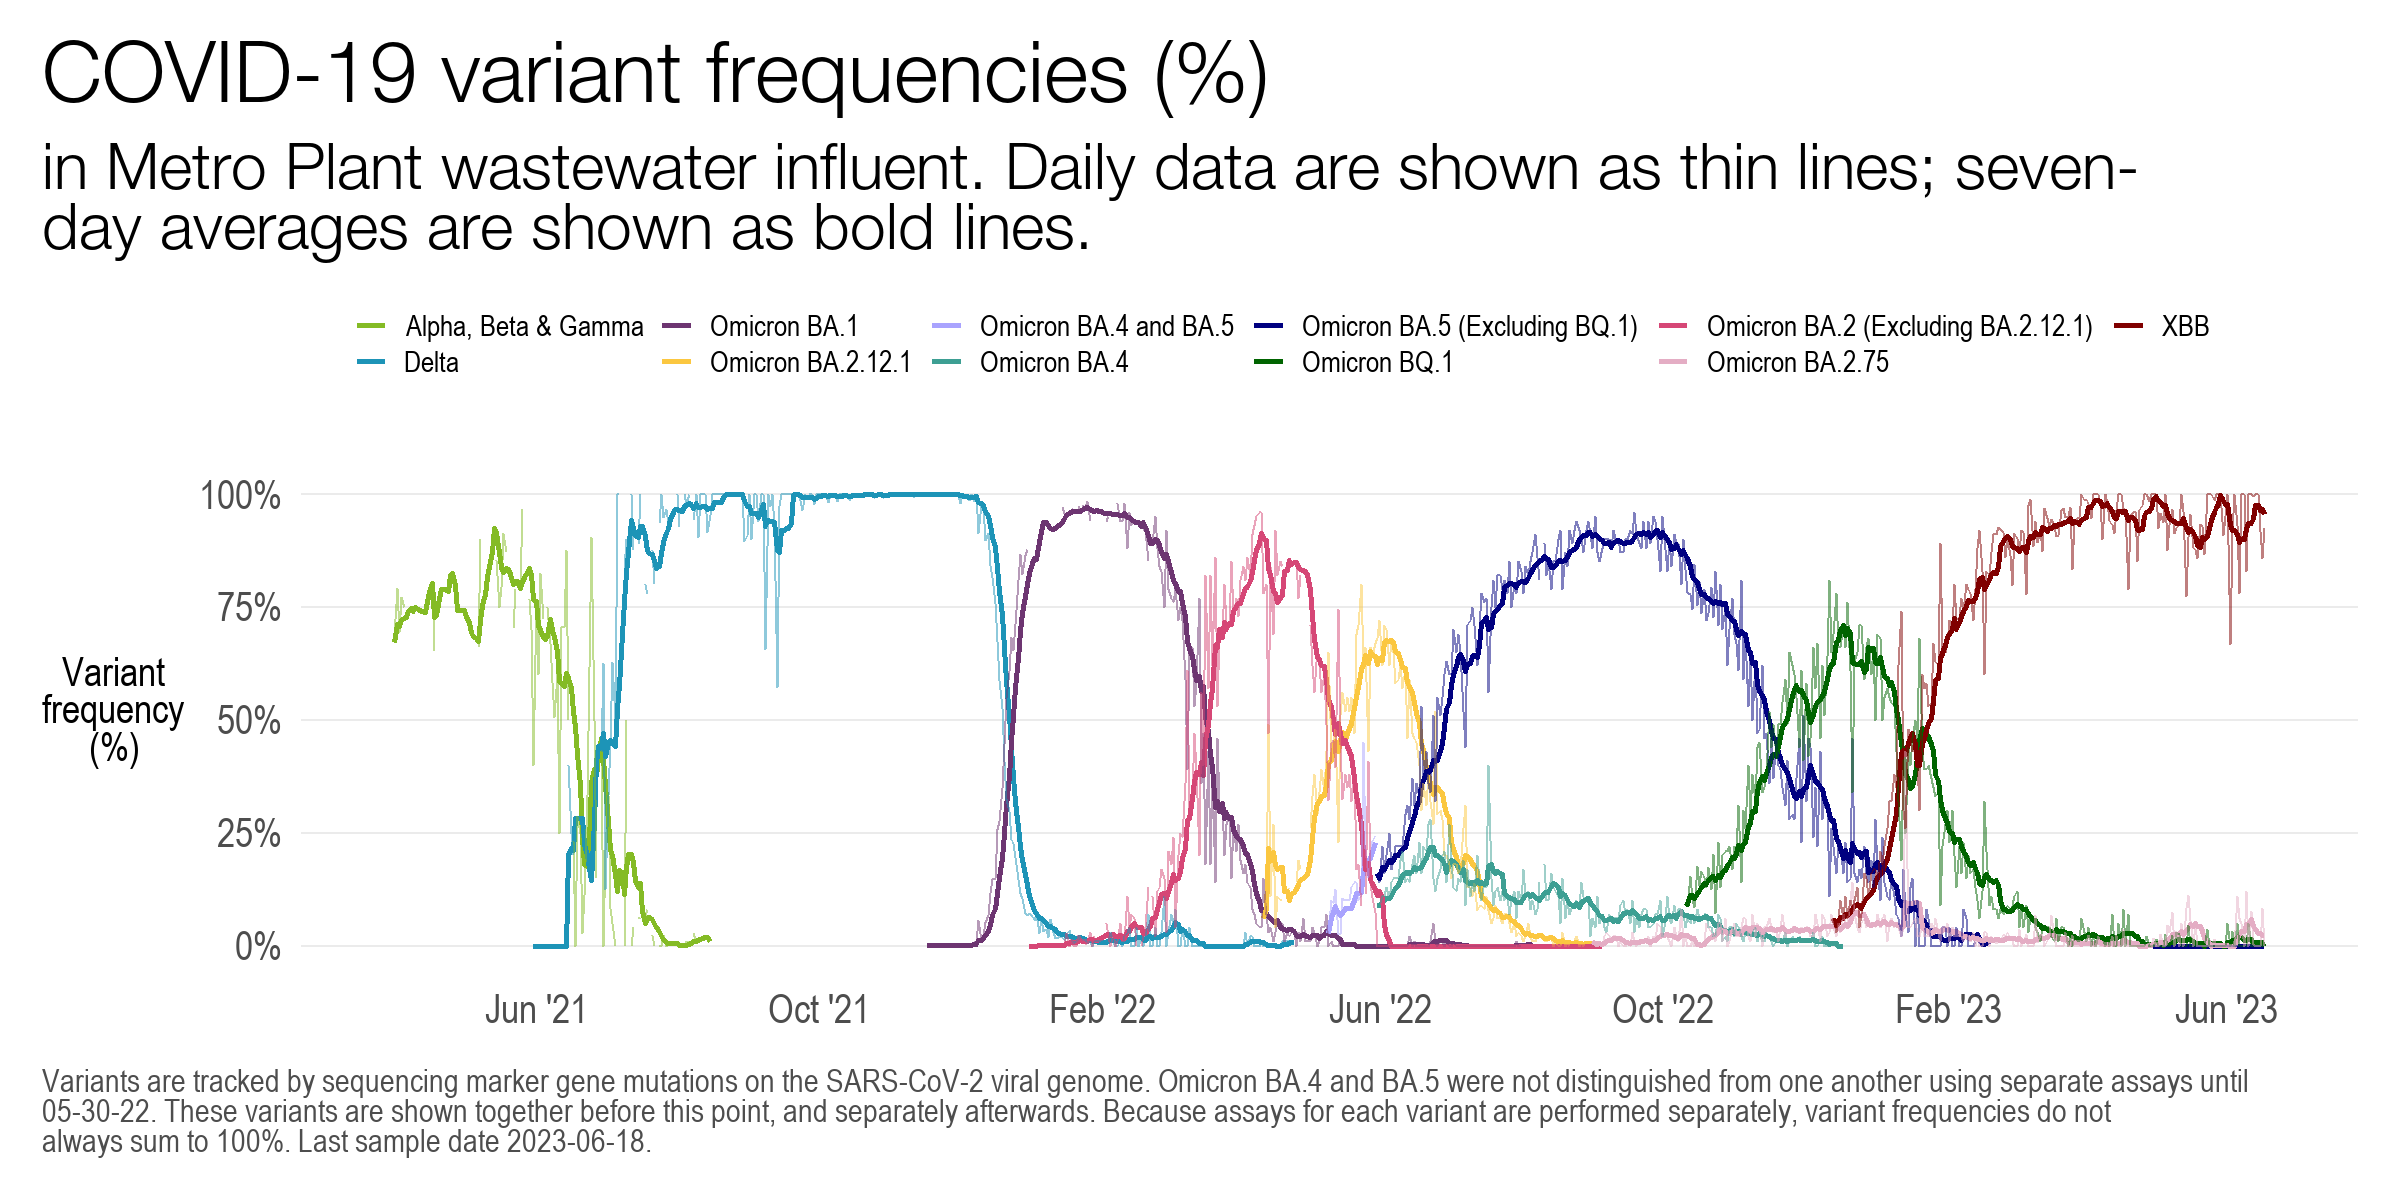 COVID-19 variant frequencies (%)
in Metro Plant wastewater influent. Daily data are shown as thin lines; seven-
day averages are shown as bold lines.
Alpha, Beta & Gamma
Omicron BA.1
Omicron BA.4 and BA.5
Omicron BA.5 (Excluding BQ.1)
Omicron BA.2 (Excluding BA.2.12.1)
XBB
Delta
Omicron BA.2.12.1
Omicron BA.4
Omicron BQ.1
Omicron BA.2.75
100%
75%
Variant
frequency
(%)
50%
25%
0%
Jun '21
Oct '21
Feb '22
Jun '22
Oct '22
Feb '23
Jun '23
Variants are tracked by sequencing marker gene mutations on the SARS-CoV-2 viral genome. Omicron BA.4 and BA.5 were not distinguished from one another using separate assays until
05-30-22. These variants are shown together before this point, and separately afterwards. Because assays for each variant are performed separately, variant frequencies do not
always sum to 100%. Last sample date 2023-06-18.